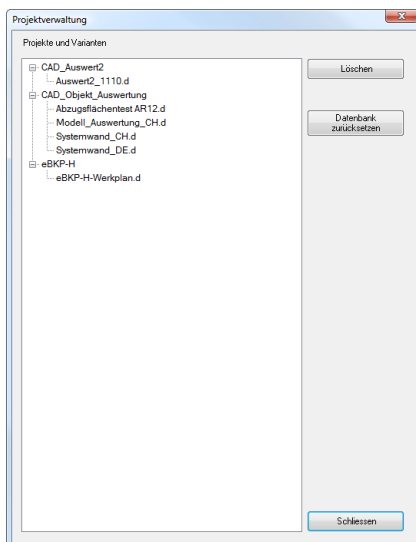 Projektverwaltung
Projekte und Varianten
CAD_Auswert2
Auswert2_1110.d
CAD_Objekt_Auswertung
Abzugsflächentest AR12.d
Modell_Auswertung_CH.d
Systemwand_CH.d
Systemwand_DE.d
eBKP-H
eBKP-H-Werkplan.d
Löschen
Datenbank
zurücksetzen
Schliessen